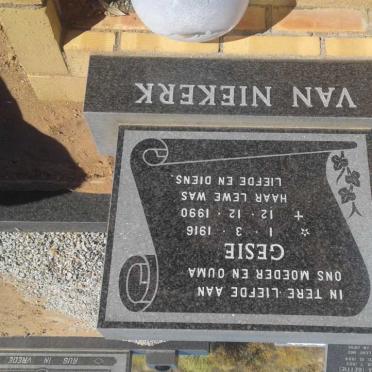 VAN NIEKERK
IN TERE LIEFDE AAN
ONS MOEDER EN OUMA
GESIE
☆ 1 · 3 · 1916
+ 12 · 12 · 1990
HAAR LEWE WAS
LIEFDE EN DIENS.
RUS IN VREDE